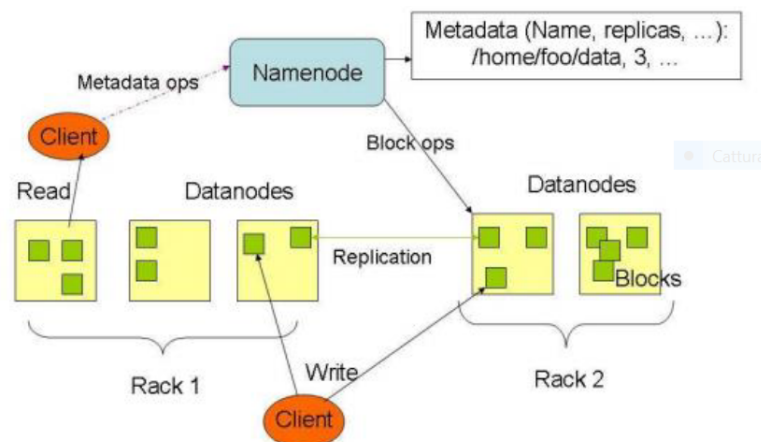 Metadata (Name, replicas, ...):
/home/foo/data, 3, ...
Namenode
Metadata ops
Client
Block ops
Read
Datanodes
Datanodes
Replication
Blocks
Rack 1
Write
Rack 2
Client